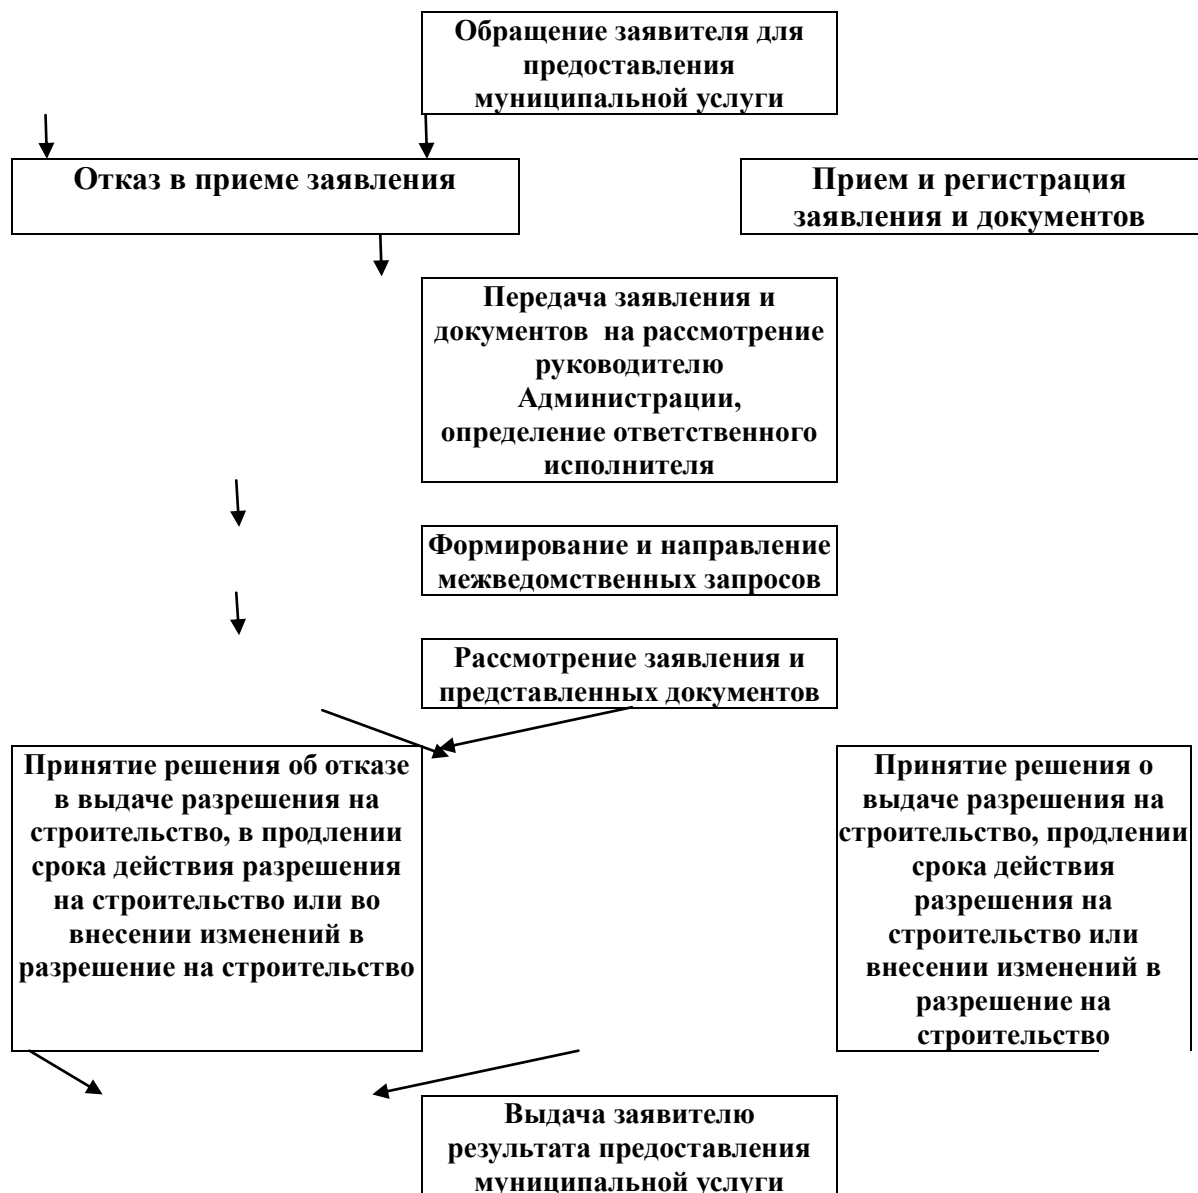 Обращение заявителя для
предоставления
муниципальной услуги
Отказ в приеме заявления
Прием и регистрация
заявления и документов
Передача заявления и
документов на рассмотрение
руководителю
Администрации,
определение ответственного
исполнителя
Формирование и направление
межведомственных запросов
Рассмотрение заявления и
представленных документов
Принятие решения об отказе
в выдаче разрешения на
строительство, в продлении
срока действия разрешения
на строительство или во
внесении изменений в
разрешение на строительство
Принятие решения о
выдаче разрешения на
строительство, продлении
срока действия
разрешения на
строительство или
внесении изменений в
разрешение на
строительство
Выдача заявителю
результата предоставления
муниципальной услуги